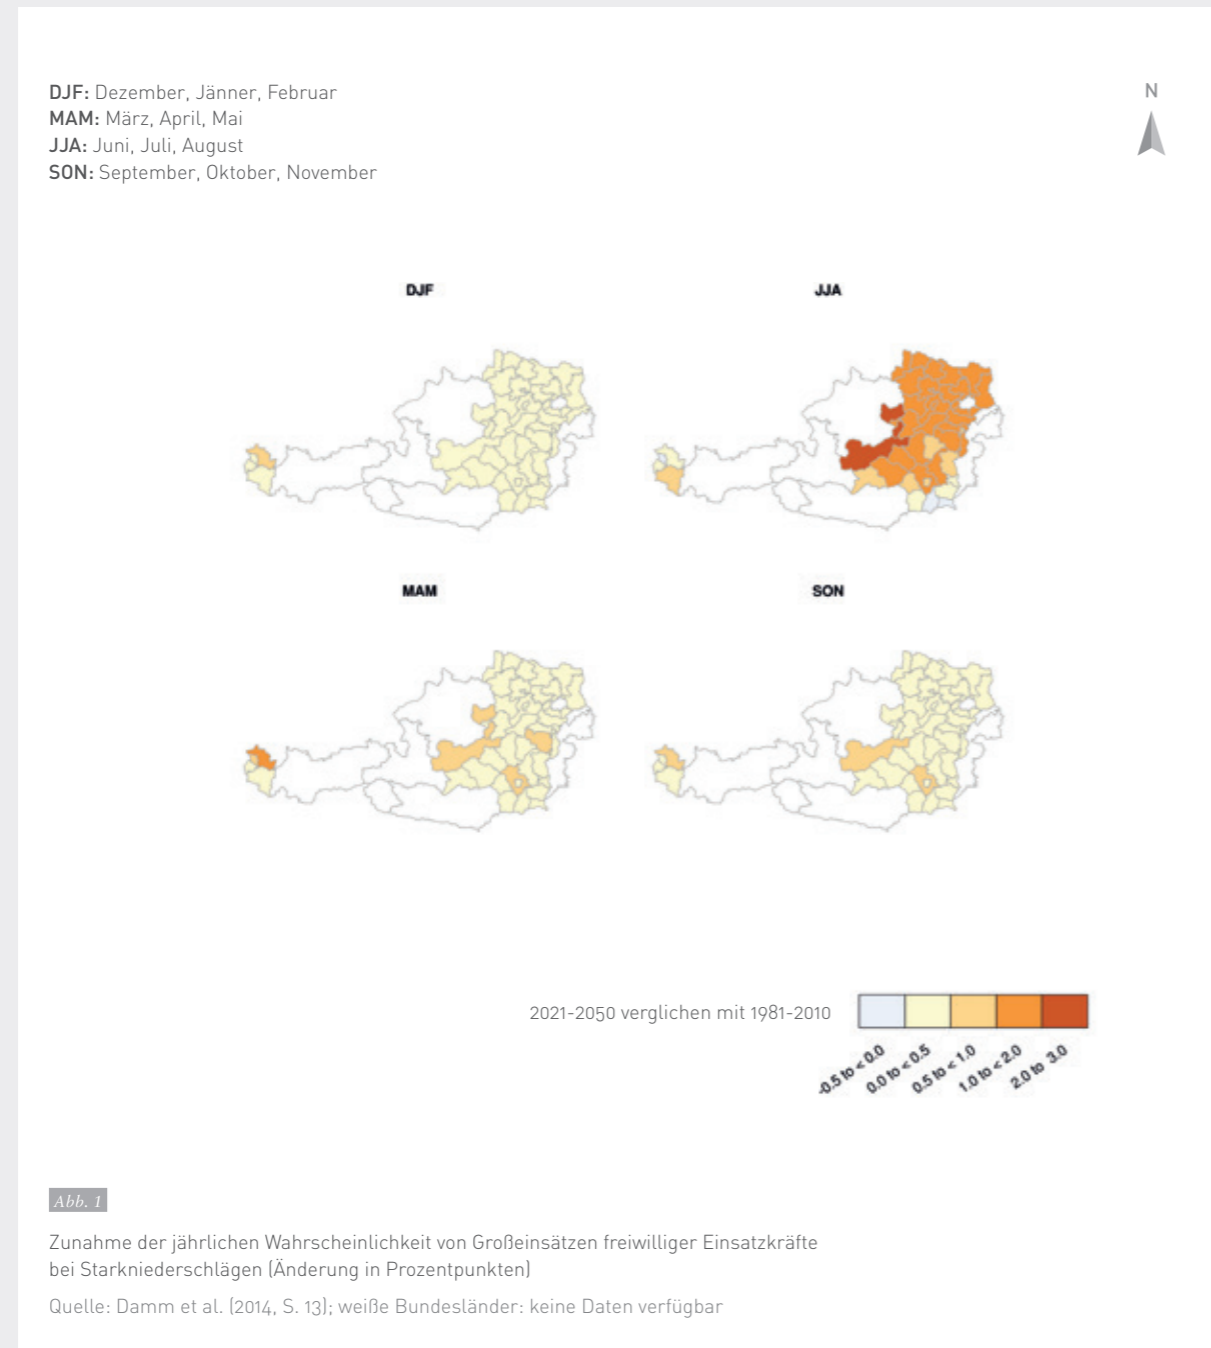 DJF: Dezember, Jänner, Februar
MAM: März, April, Mai
JJA: Juni, Juli, August
SON: September, Oktober, November
N
DJF
JJA
MAM
SON
2021-2050 verglichen mit 1981-2010
-0.5 to < 0.0
0.0 to < 0.5
0.5 to < 1.0
1.0 to < 2.0
2.0 to 3.0
Abb. 1
Zunahme der jährlichen Wahrscheinlichkeit von Großeinsätzen freiwilliger Einsatzkräfte
bei Starkniederschlägen (Änderung in Prozentpunkten)
Quelle: Damm et al. (2014, S. 13); weiße Bundesländer: keine Daten verfügbar